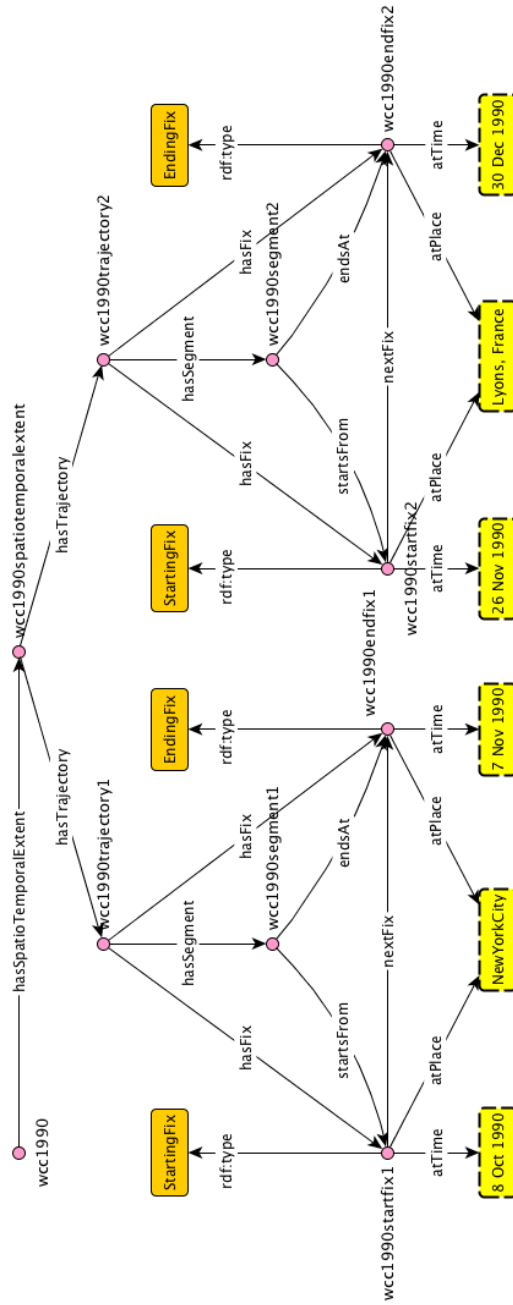 wcc1990
hasSpatioTemporalExtent
wcc1990spatiotemporalextent
hasTrajectory
hasTrajectory
wcc1990trajectory1
wcc1990trajectory2
StartingFix
EndingFix
StartingFix
EndingFix
rdf:type
rdf:type
rdf:type
rdf:type
hasFix
hasSegment
hasFix
hasFix
hasSegment
hasFix
wcc1990segment1
wcc1990segment2
startsFrom
endsAt
startsFrom
endsAt
wcc1990startfix1
nextFix
wcc1990endfix1
wcc1990startfix2
nextFix
wcc1990endfix2
atTime
atPlace
atPlace
atTime
atTime
atPlace
atPlace
atTime
8 Oct 1990
NewYorkCity
7 Nov 1990
26 Nov 1990
Lyons, France
30 Dec 1990